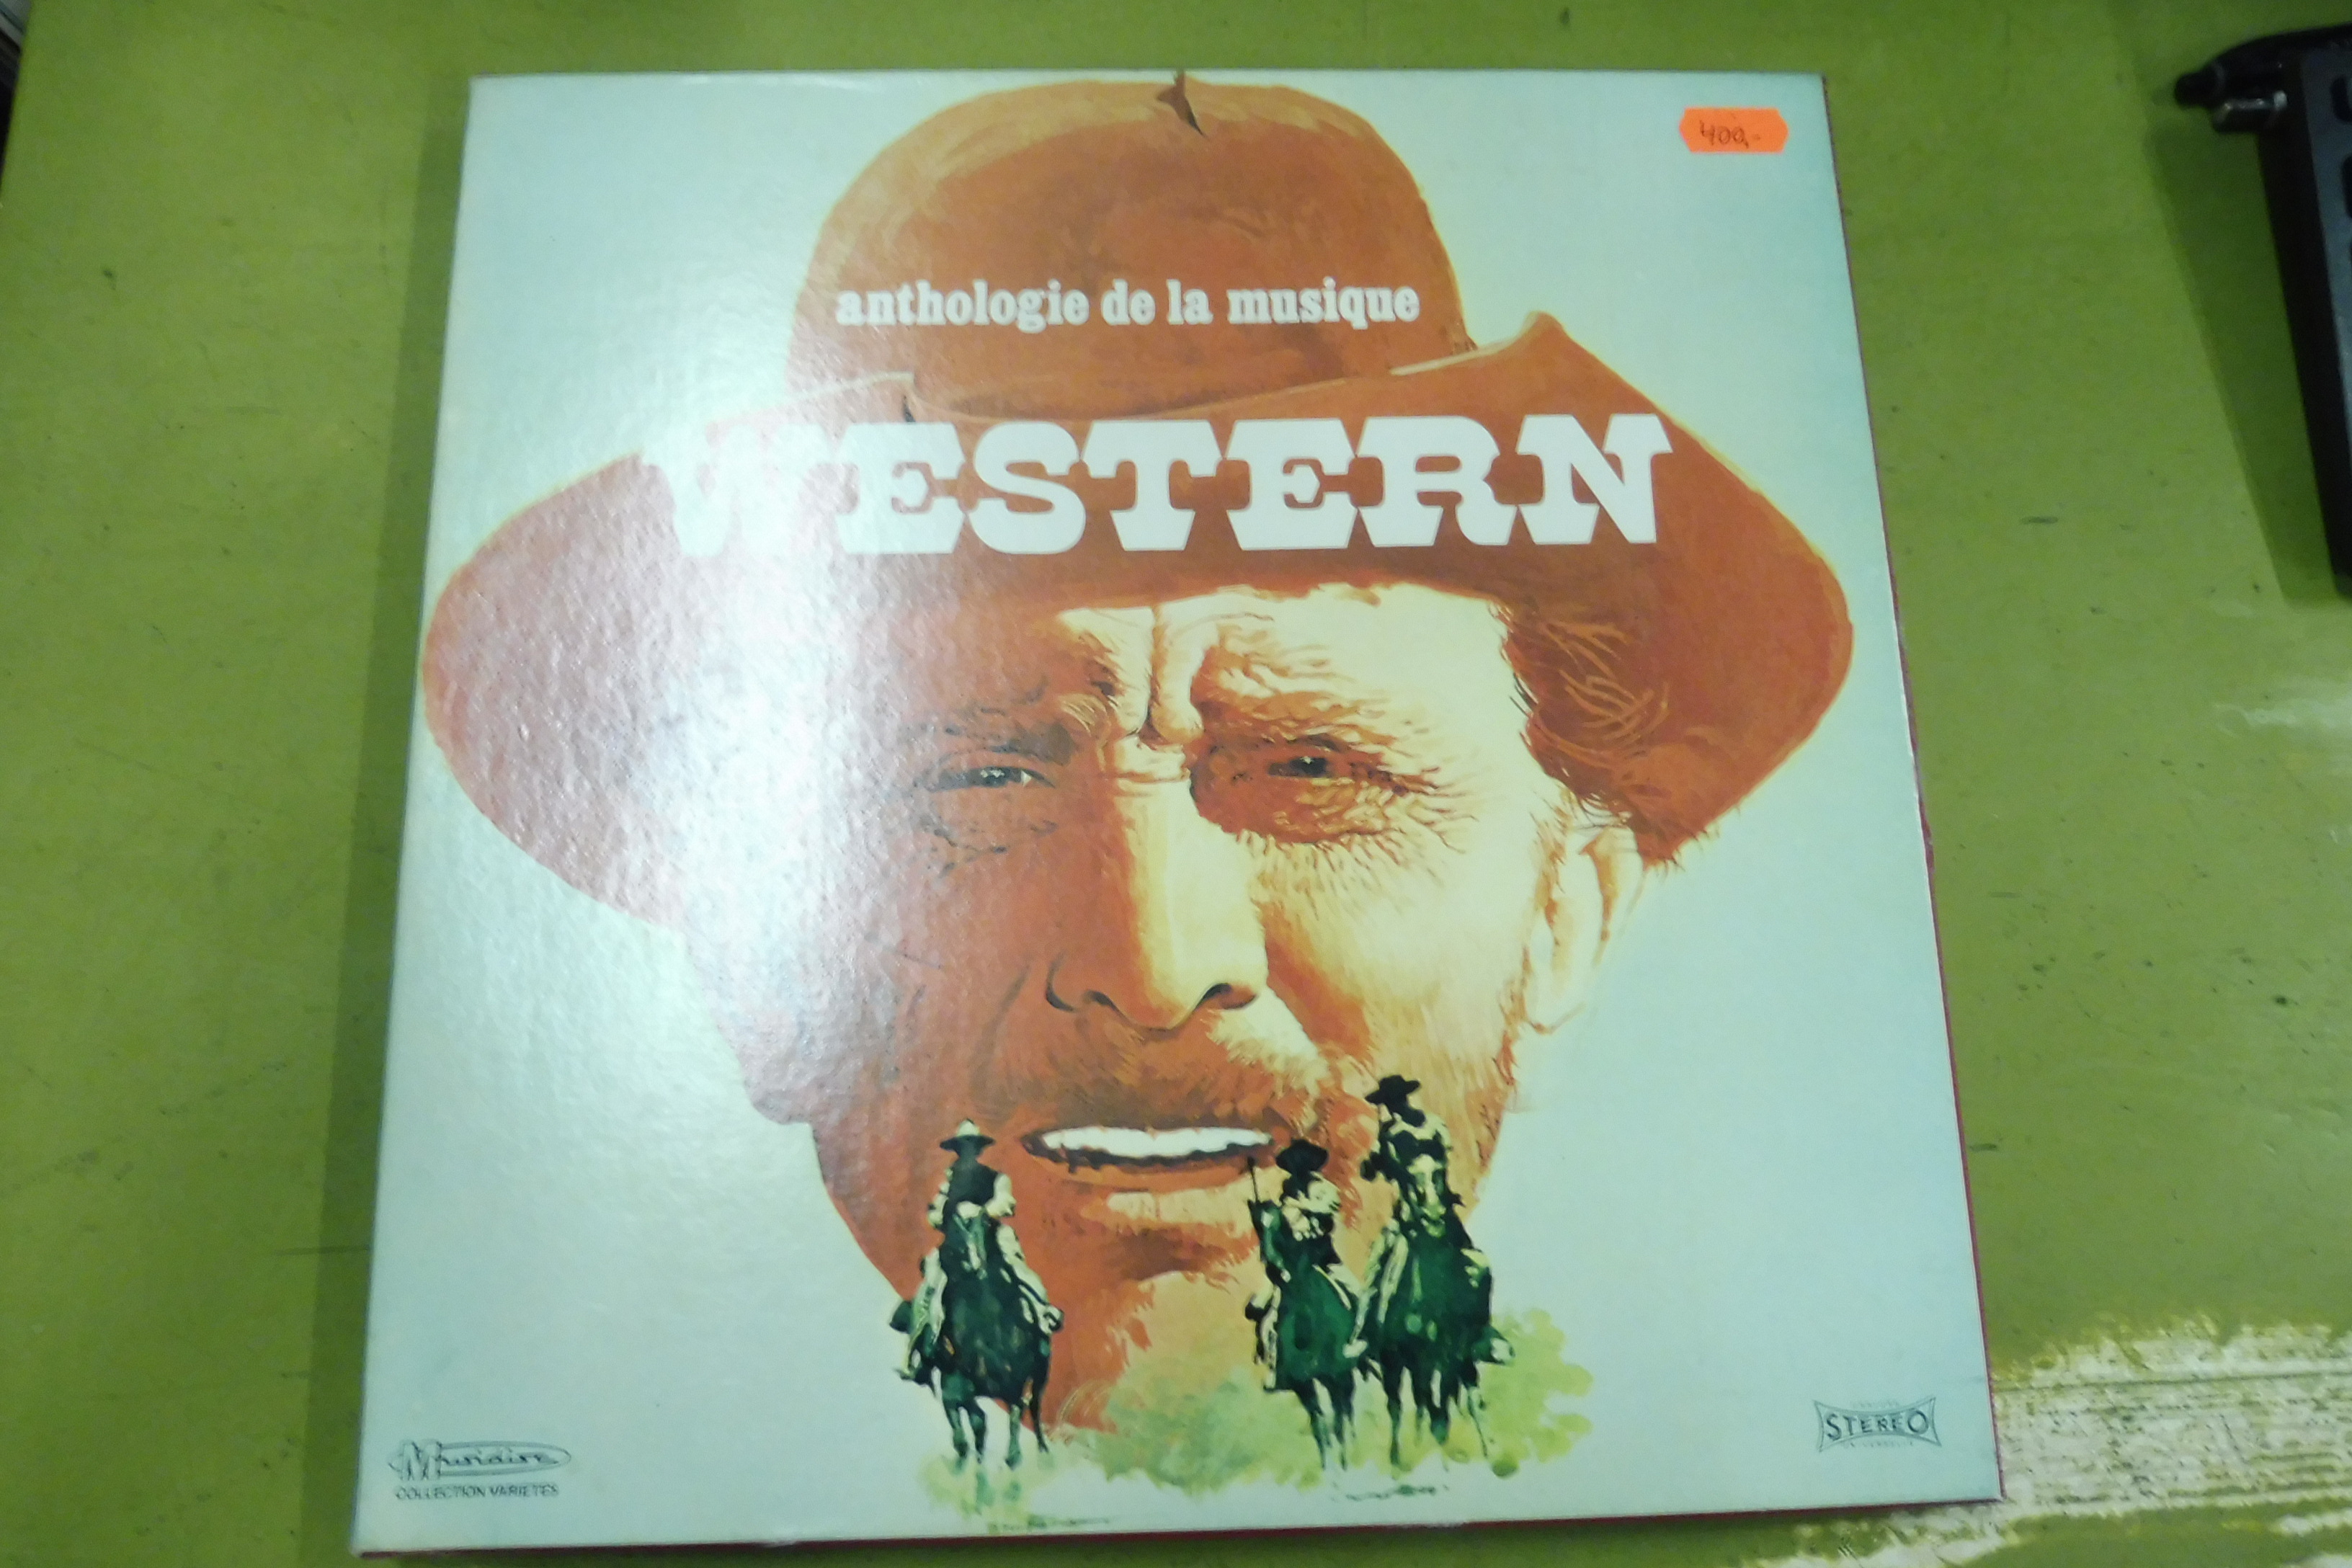 400,-
anthologie de la musique
WESTERN
Musidisc
COLLECTION VARIETES
STEREO